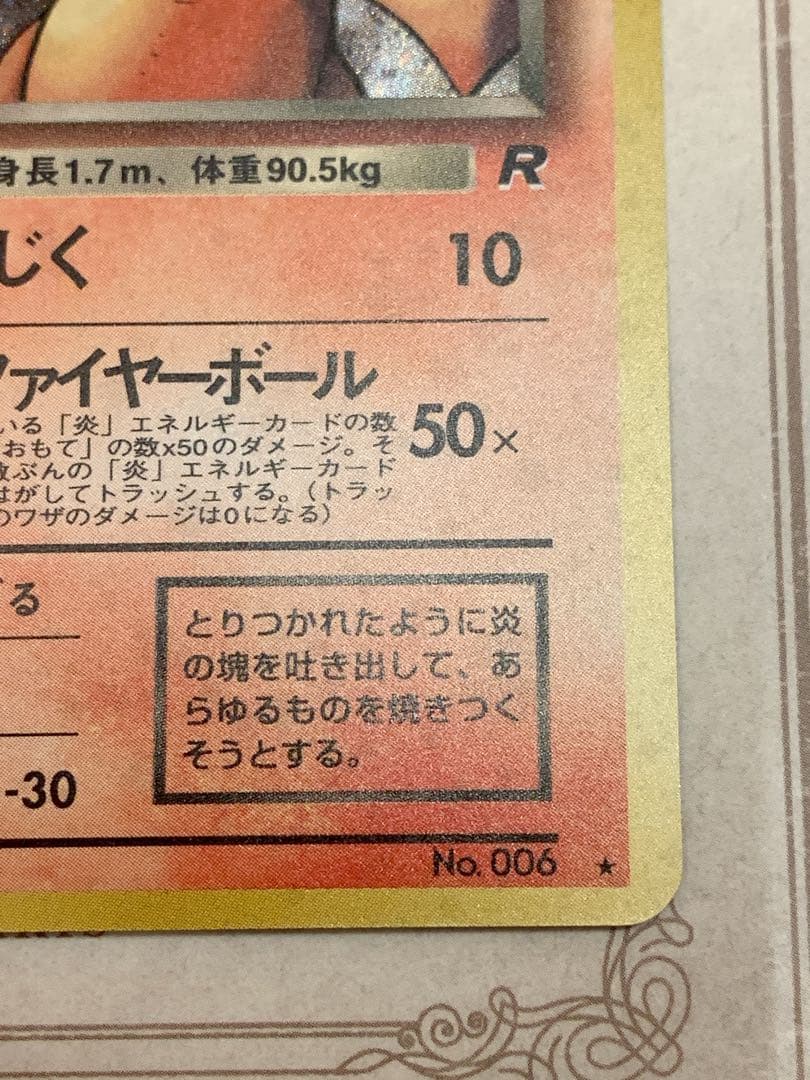 身長1.7m、体重90.5kg R
じく 10
ファイヤーボール
いる「炎」エネルギーカードの数
おもて」の数x50のダメージ。そ
数ぶんの「炎」エネルギーカード
はがしてトラッシュする。(トラッ
のワザのダメージは0になる)
50×
げる
とりつかれたように炎
の塊を吐き出して、あ
らゆるものを焼きつく
そうとする。
-30
No. 006 ★